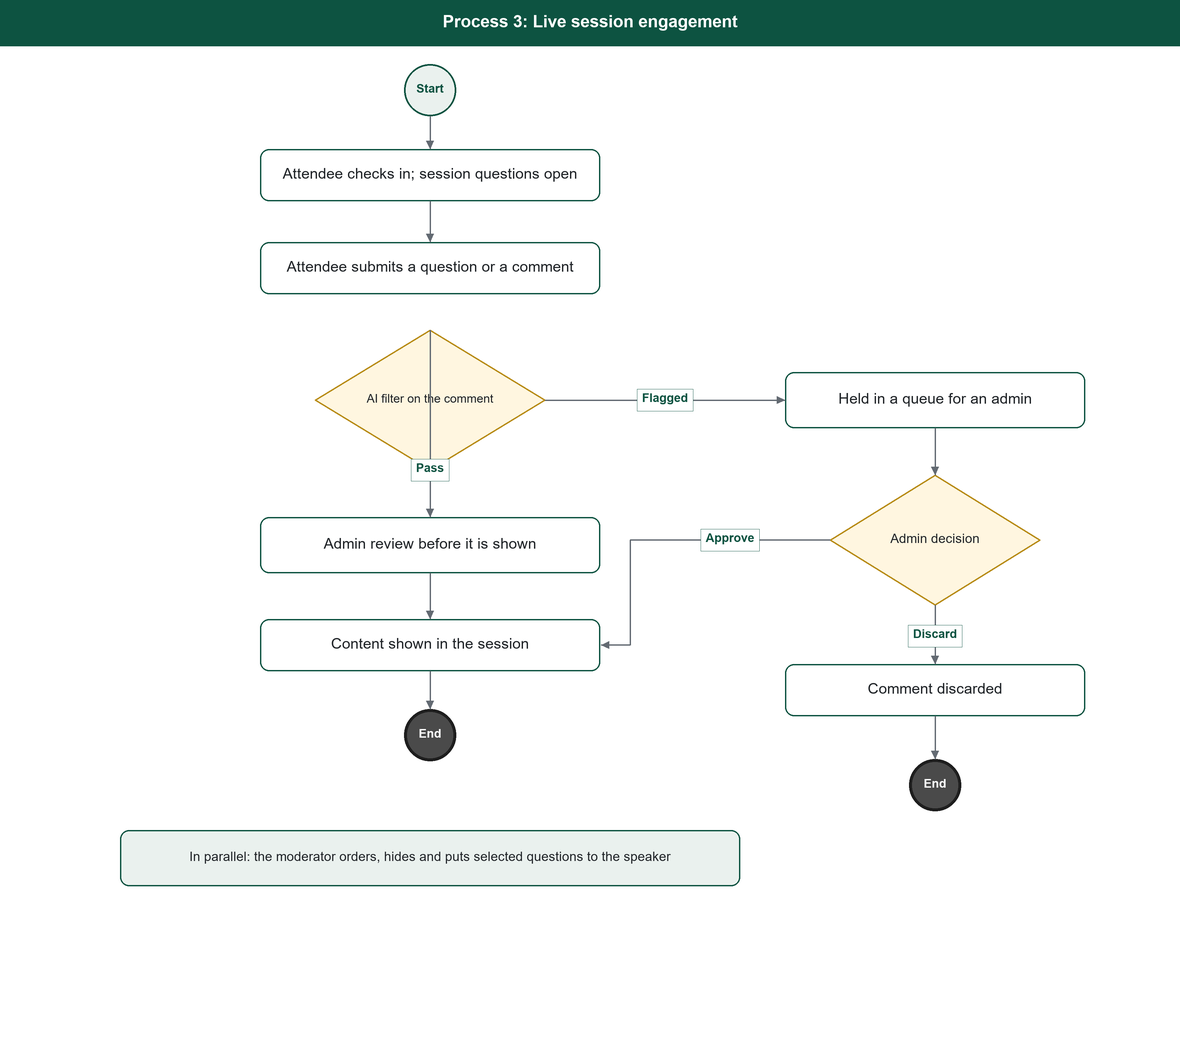 Process 3: Live session engagement
Start
Attendee checks in; session questions open
Attendee submits a question or a comment
AI filter on the comment
Flagged
Held in a queue for an admin
Pass
Admin review before it is shown
Approve
Admin decision
Content shown in the session
Discard
Comment discarded
End
End
In parallel: the moderator orders, hides and puts selected questions to the speaker